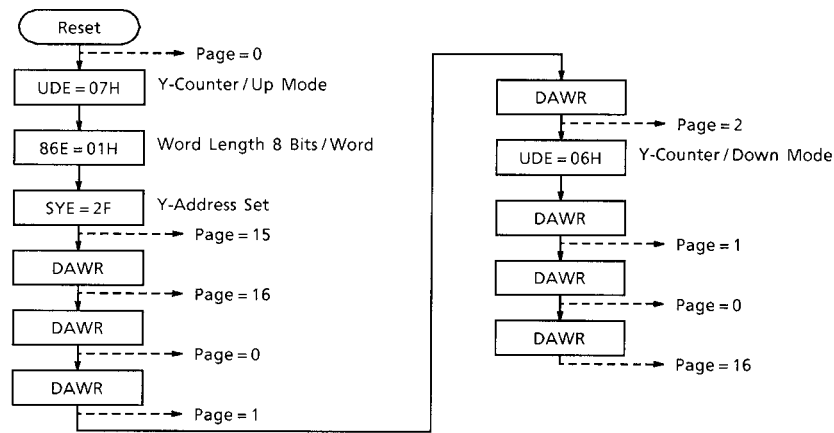 Reset
Page = 0
UDE = 07H Y-Counter / Up Mode
86E = 01H Word Length 8 Bits / Word
SYE = 2F Y-Address Set
Page = 15
DAWR
Page = 16
DAWR
Page = 0
DAWR
Page = 1
DAWR
Page = 2
UDE = 06H Y-Counter / Down Mode
DAWR
Page = 1
DAWR
Page = 0
DAWR
Page = 16